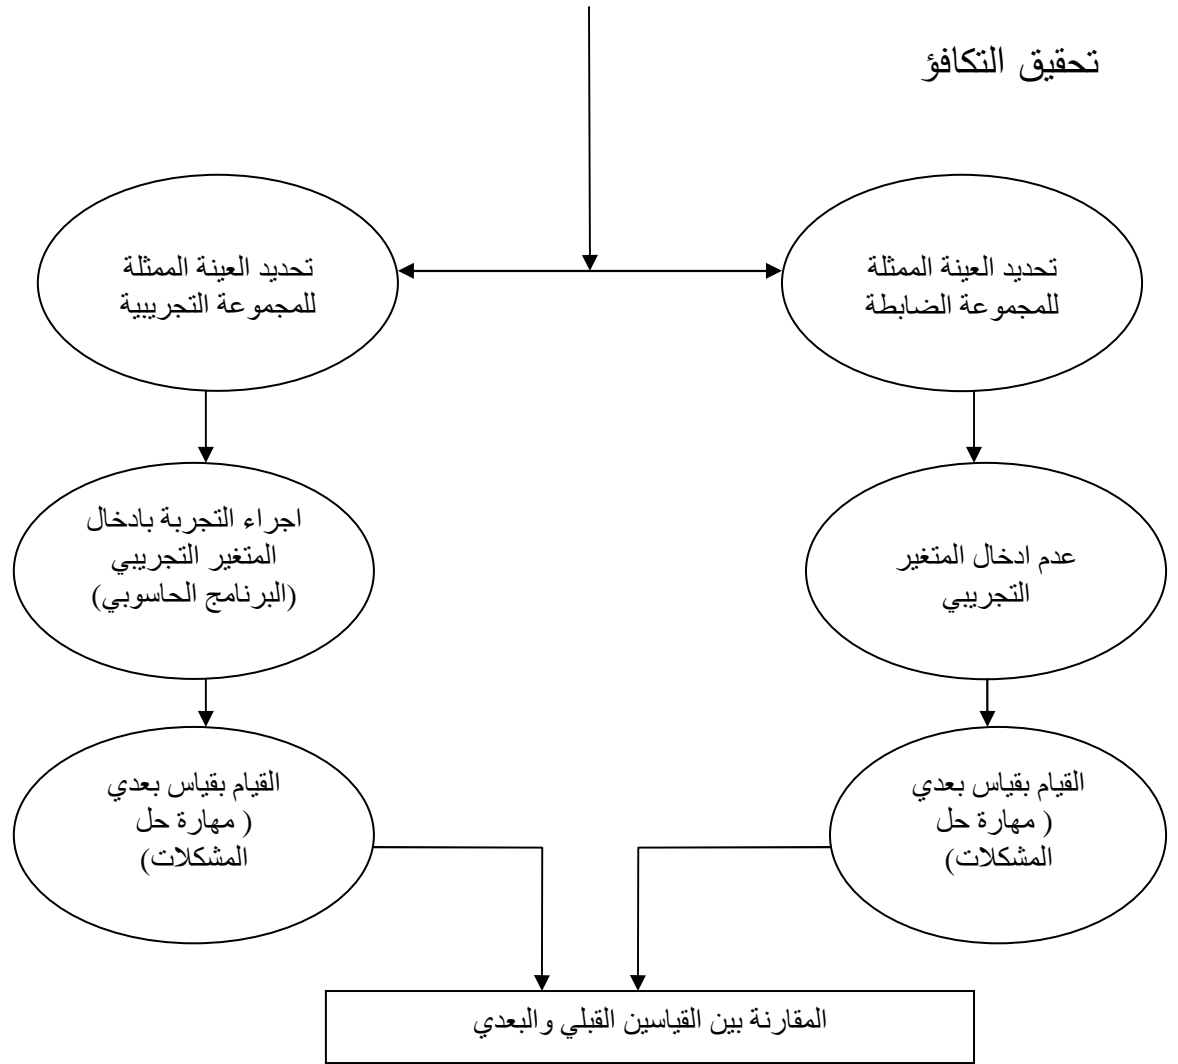 تحقيق التكافؤ
تحديد العينة الممثلة
للمجموعة الضابطة
تحديد العينة الممثلة
للمجموعة التجريبية
عدم ادخال المتغير
التجريبي
اجراء التجربة بادخال
المتغير التجريبي
(البرنامج الحاسوبي)
القيام بقياس بعدي
( مهارة حل
المشكلات)
القيام بقياس بعدي
( مهارة حل
المشكلات)
المقارنة بين القياسين القبلي والبعدي